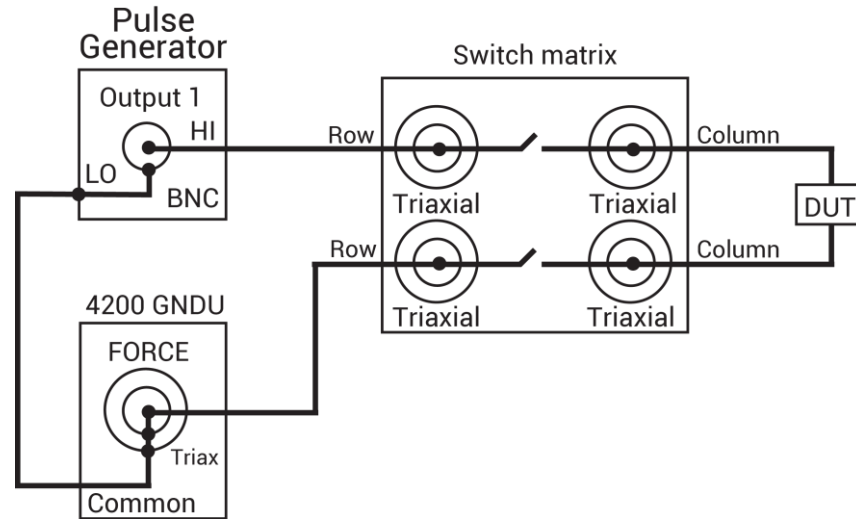 Pulse
Generator
Output 1
HI
LO
BNC
Switch matrix
Row
Column
Triaxial
Triaxial
DUT
Row
Column
Triaxial
Triaxial
4200 GNDU
FORCE
Triax
Common